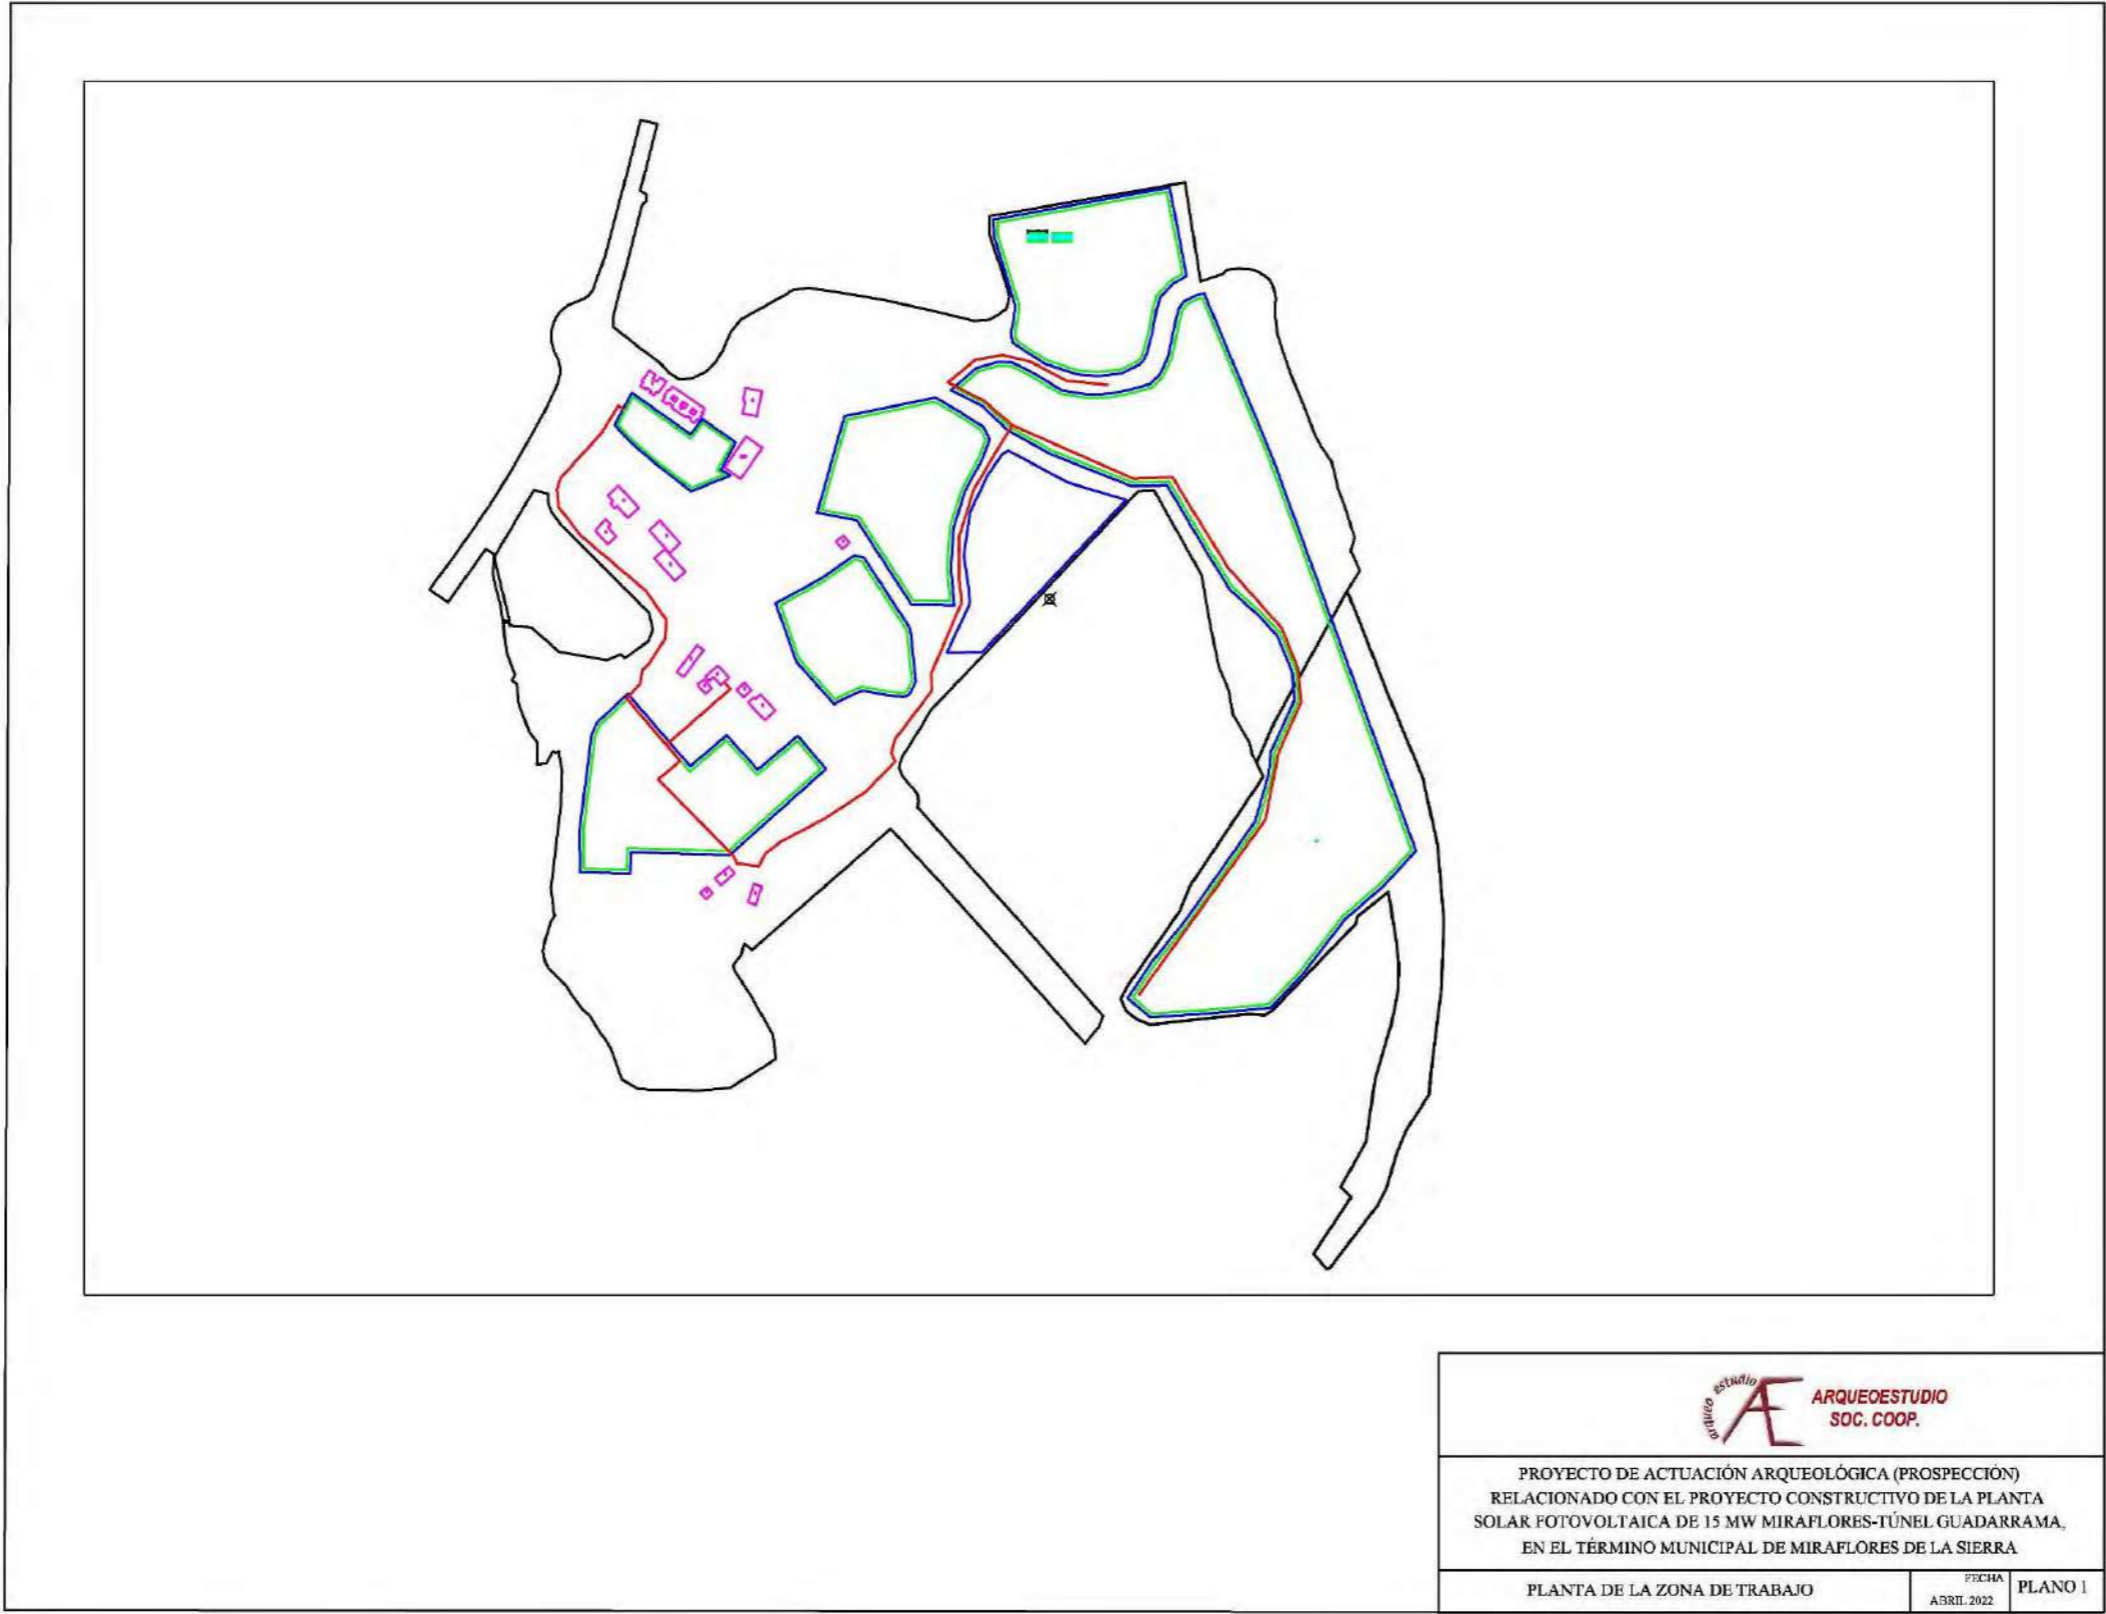 arqueo estudio
AE
ARQUEOESTUDIO
SOC. COOP.
PROYECTO DE ACTUACIÓN ARQUEOLÓGICA (PROSPECCIÓN)
RELACIONADO CON EL PROYECTO CONSTRUCTIVO DE LA PLANTA
SOLAR FOTOVOLTAICA DE 15 MW MIRAFLORES-TÚNEL GUADARRAMA,
EN EL TÉRMINO MUNICIPAL DE MIRAFLORES DE LA SIERRA
PLANTA DE LA ZONA DE TRABAJO
FECHA
ABRIL 2022
PLANO 1